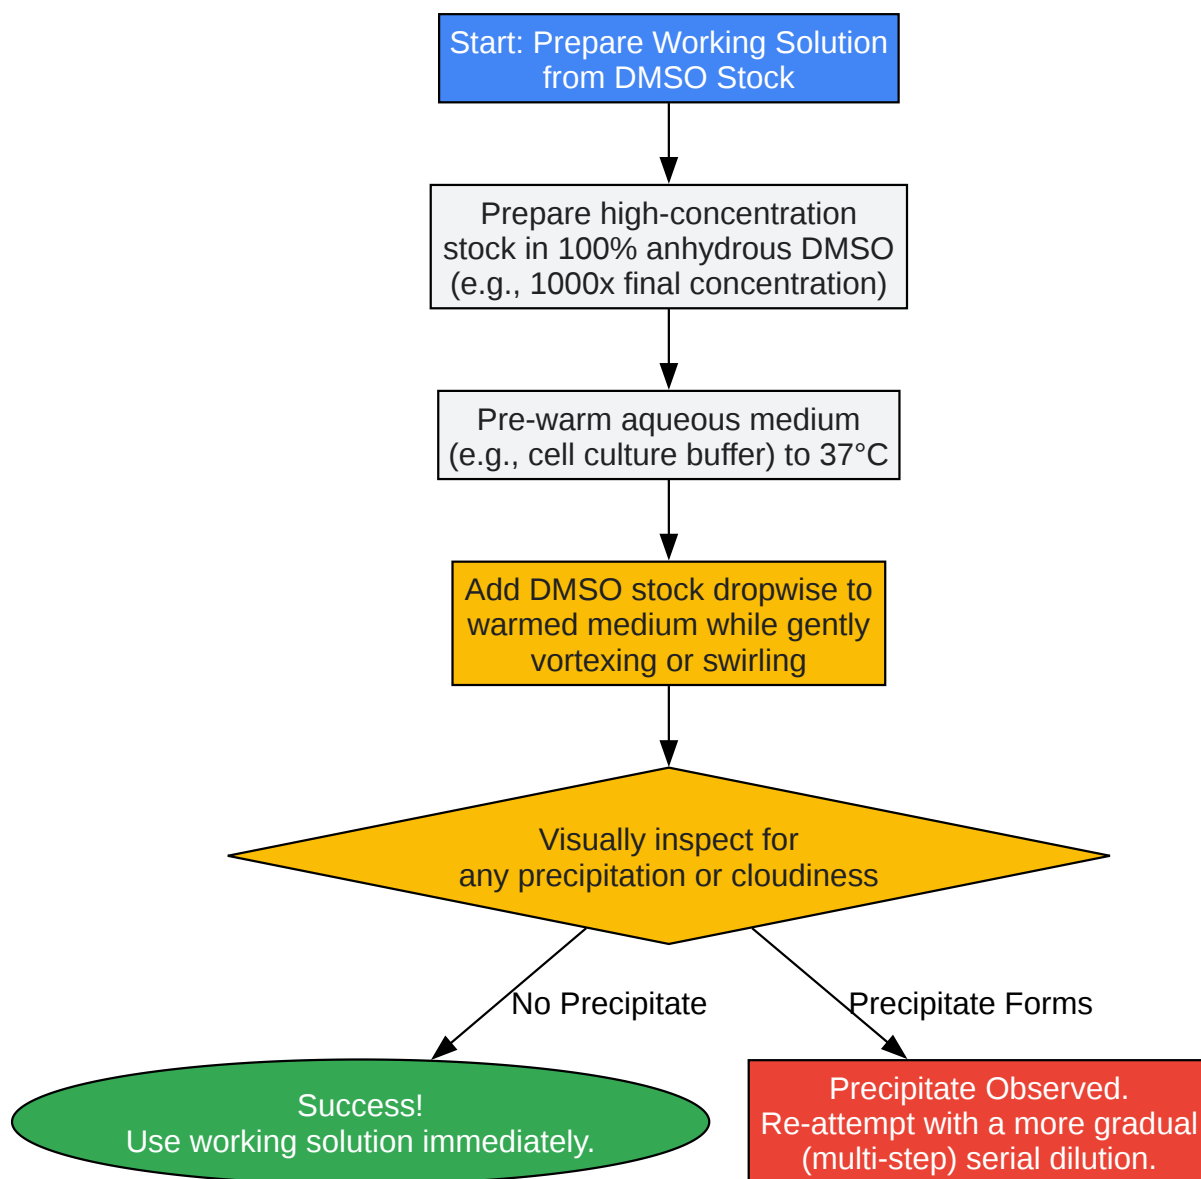 Start: Prepare Working Solution
from DMSO Stock
Prepare high-concentration
stock in 100% anhydrous DMSO
(e.g., 1000x final concentration)
Pre-warm aqueous medium
(e.g., cell culture buffer) to 37°C
Add DMSO stock dropwise to
warmed medium while gently
vortexing or swirling
Visually inspect for
any precipitation or cloudiness
No Precipitate
Precipitate Forms
Success!
Use working solution immediately.
Precipitate Observed.
Re-attempt with a more gradual
(multi-step) serial dilution.